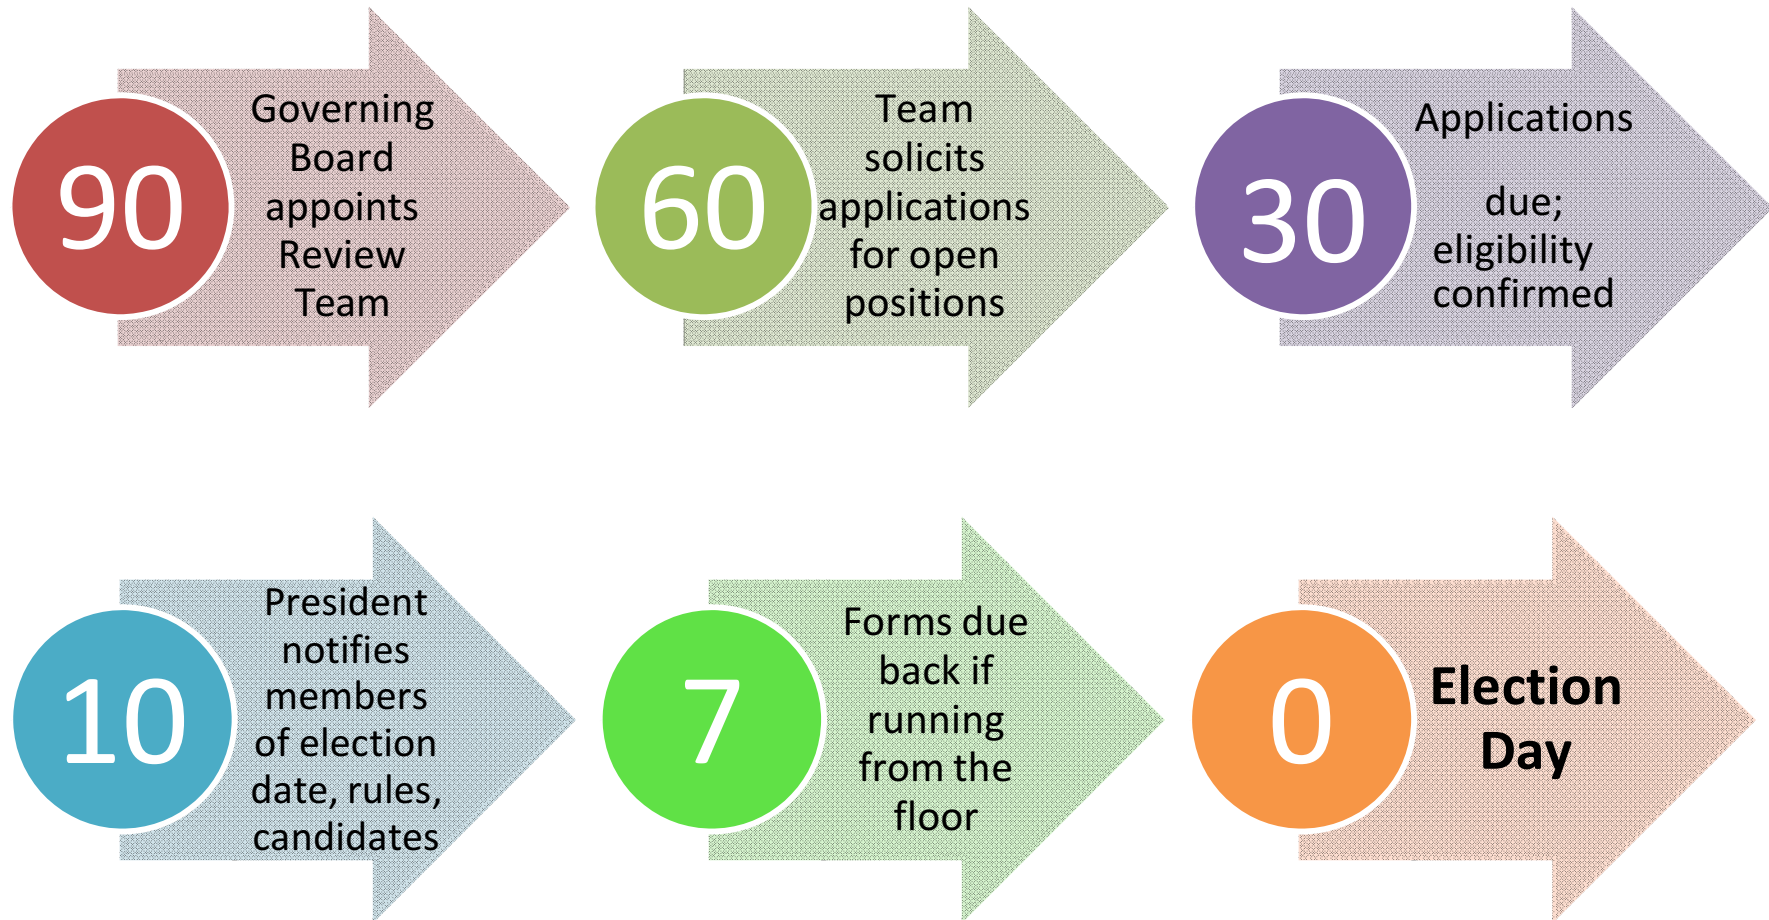 90
Governing
Board
appoints
Review
Team
60
Team
solicits
applications
for open
positions
30
Applications
due;
eligibility
confirmed
10
President
notifies
members
of election
date, rules,
candidates
7
Forms due
back if
running
from the
floor
0
Election
Day